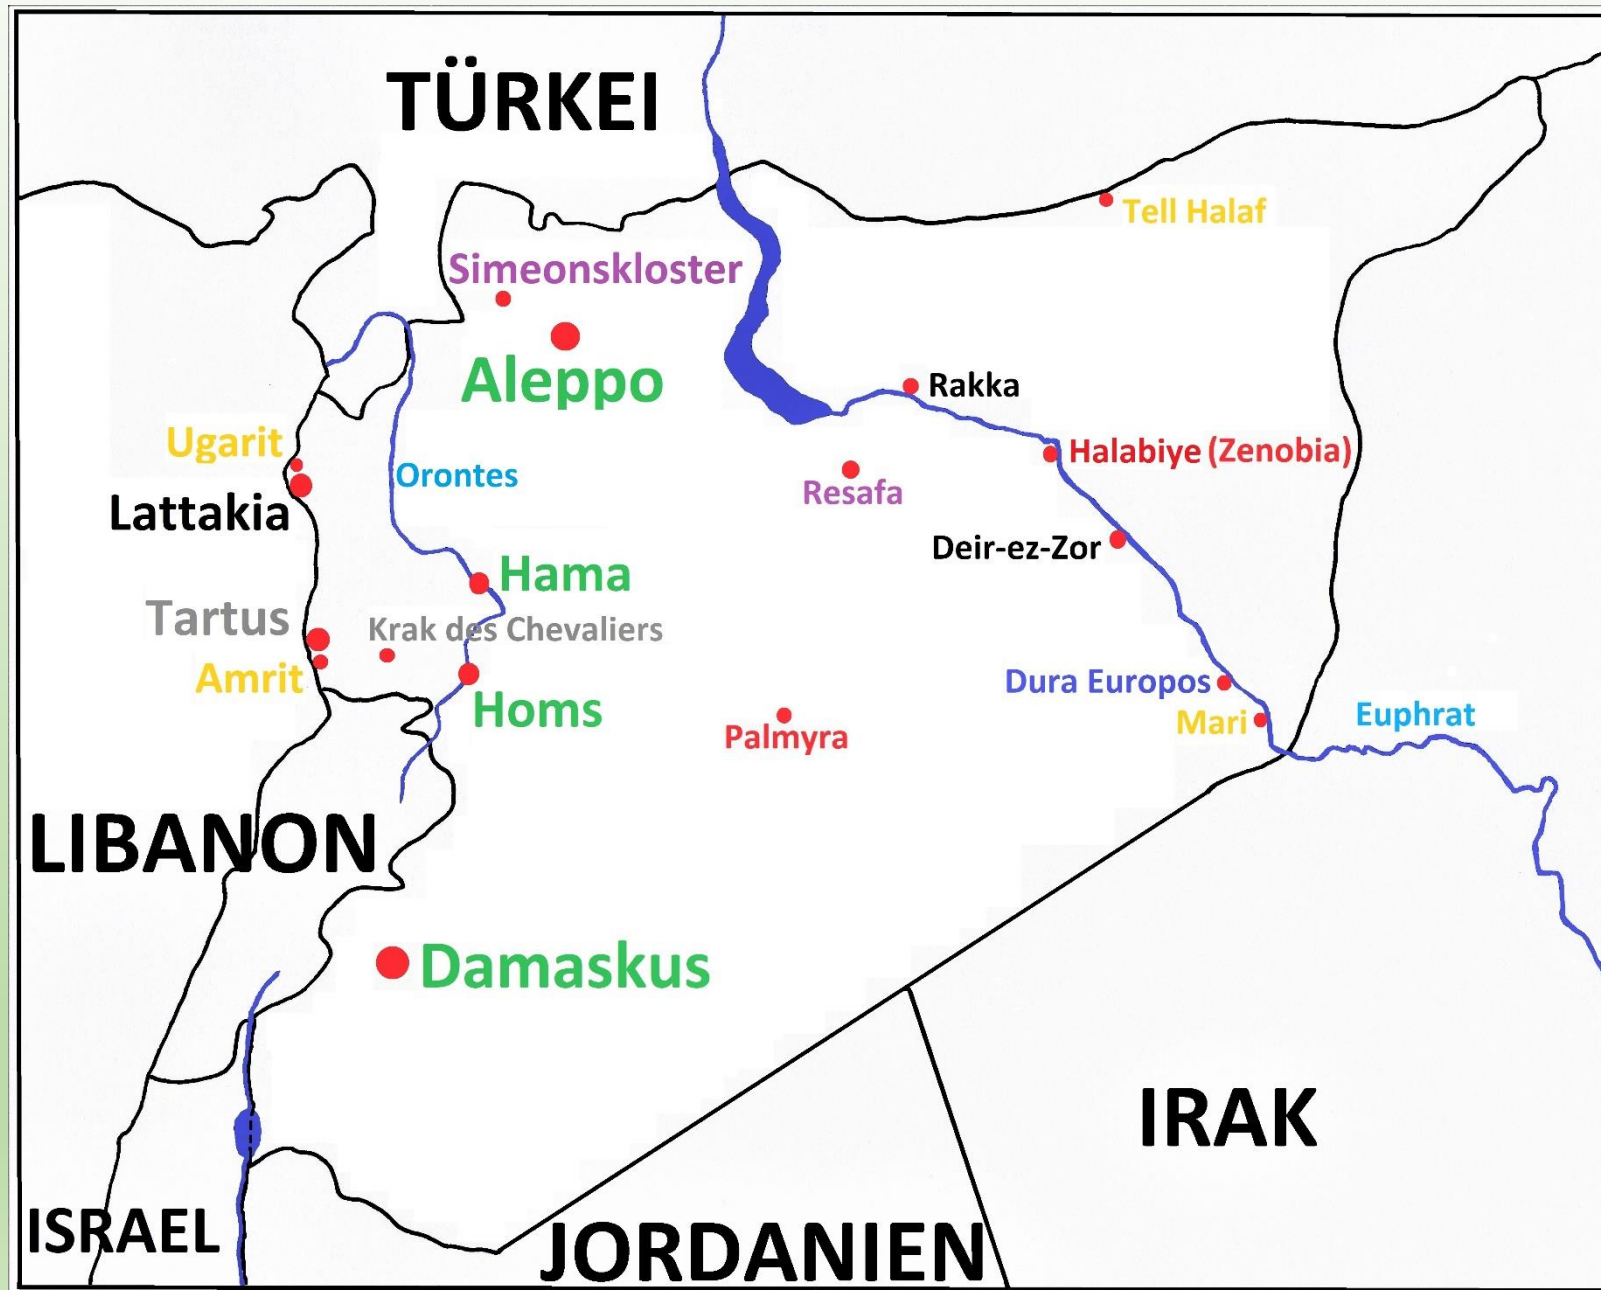 TÜRKEI
Tell Halaf
Simeonskloster
Aleppo
Rakka
Ugarit
Halabiye (Zenobia)
Orontes
Resafa
Lattakia
Deir-ez-Zor
Hama
Tartus
Krak des Chevaliers
Amrit
Dura Europos
Homs
Mari
Euphrat
Palmyra
LIBANON
Damaskus
IRAK
ISRAEL
JORDANIEN